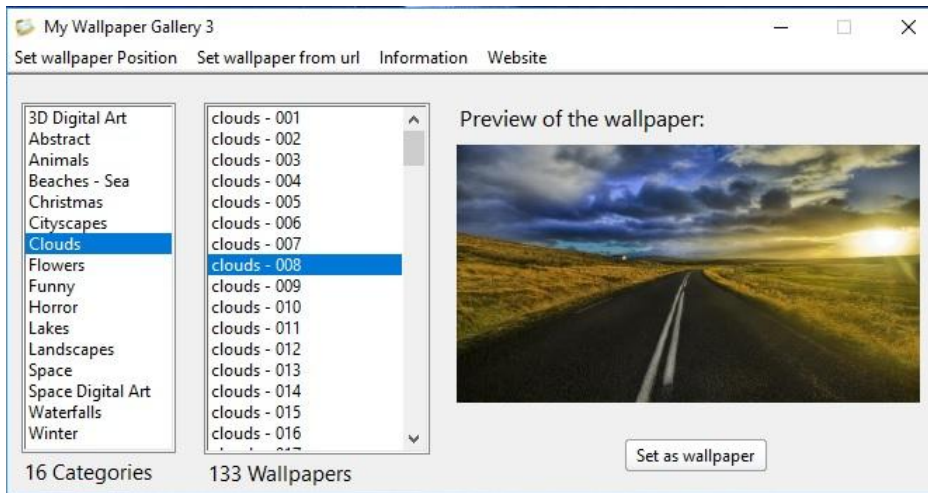 My Wallpaper Gallery 3
Set wallpaper Position Set wallpaper from url Information Website
3D Digital Art
Abstract
Animals
Beaches - Sea
Christmas
Cityscapes
Clouds
Flowers
Funny
Horror
Lakes
Landscapes
Space
Space Digital Art
Waterfalls
Winter
16 Categories
clouds - 001
clouds - 002
clouds - 003
clouds - 004
clouds - 005
clouds - 006
clouds - 007
clouds - 008
clouds - 009
clouds - 010
clouds - 011
clouds - 012
clouds - 013
clouds - 014
clouds - 015
clouds - 016
133 Wallpapers
Preview of the wallpaper:
Set as wallpaper